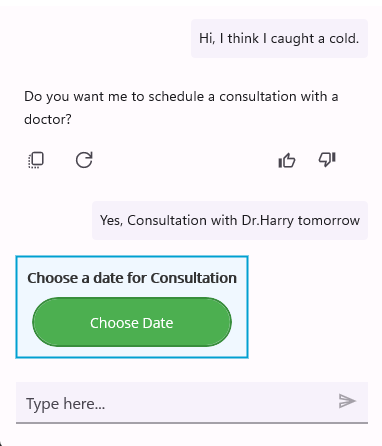 Hi, I think I caught a cold.
Do you want me to schedule a consultation with a
doctor?
Yes, Consultation with Dr.Harry tomorrow
Choose a date for Consultation
Choose Date
Type here...